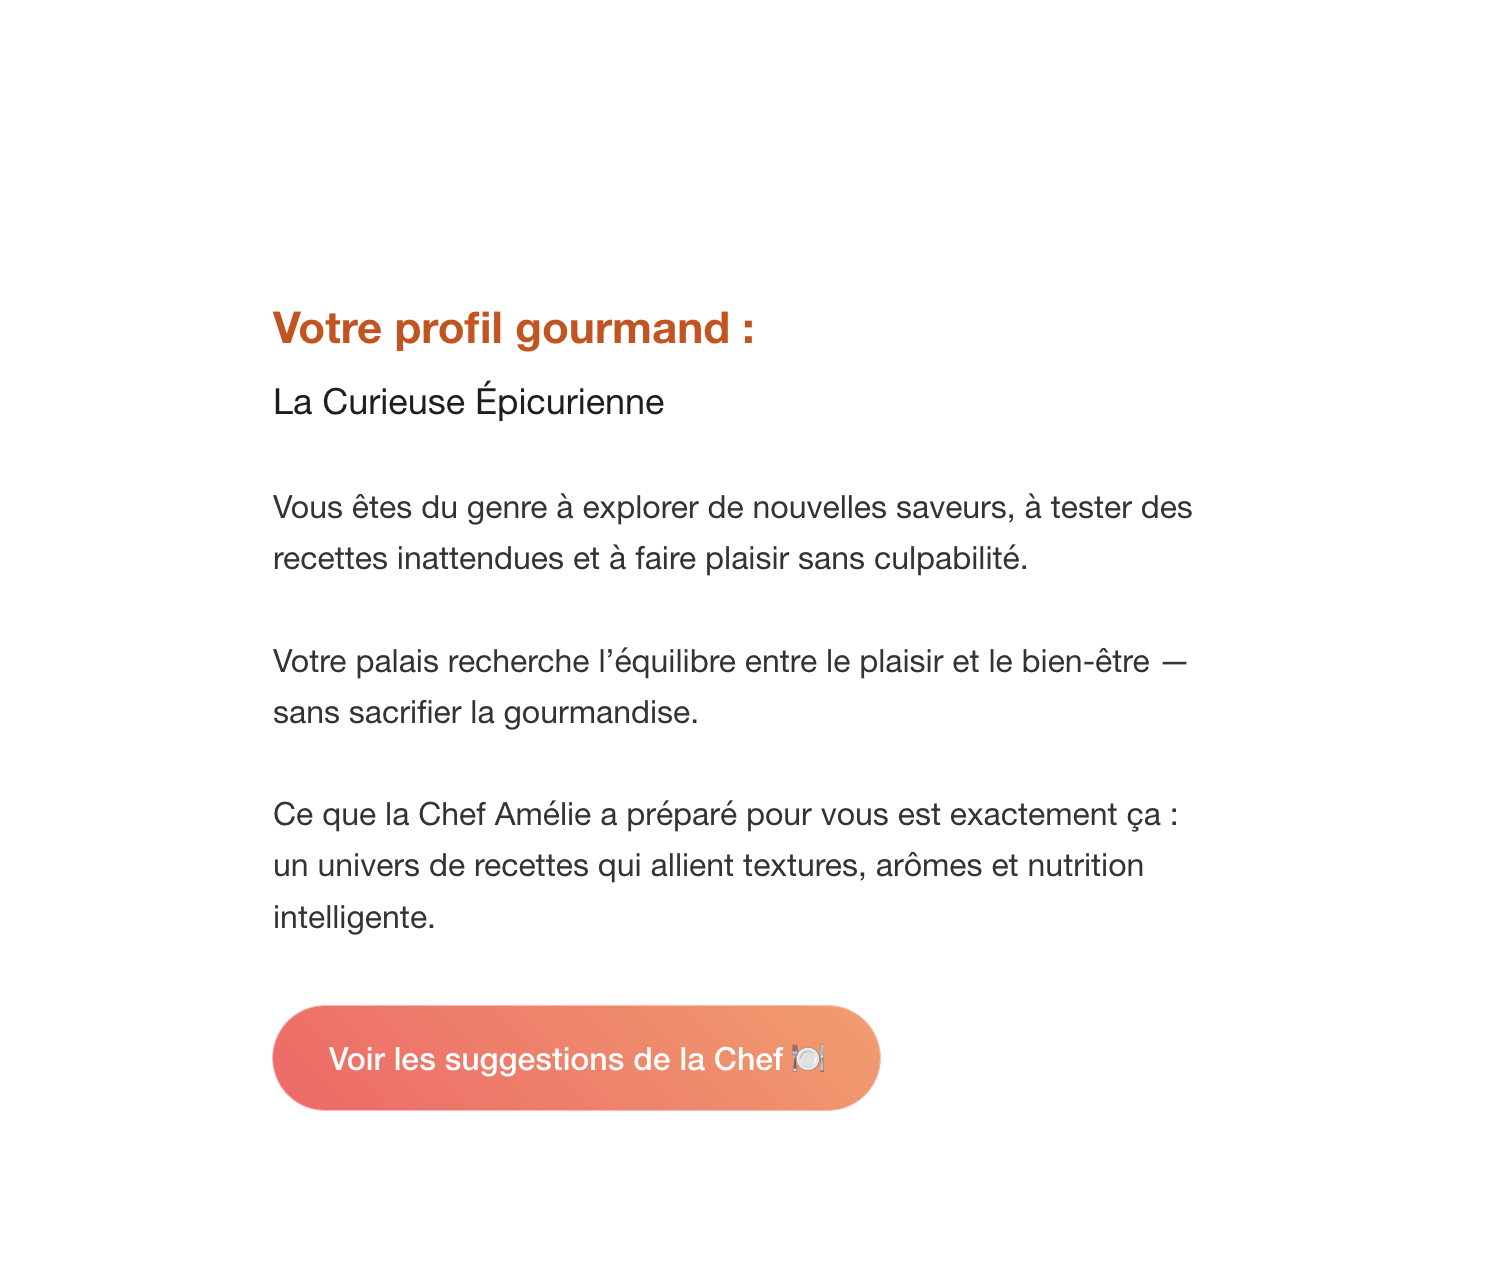 Votre profil gourmand :
La Curieuse Épicurienne
Vous êtes du genre à explorer de nouvelles saveurs, à tester des
recettes inattendues et à faire plaisir sans culpabilité.
Votre palais recherche l’équilibre entre le plaisir et le bien-être —
sans sacrifier la gourmandise.
Ce que la Chef Amélie a préparé pour vous est exactement ça :
un univers de recettes qui allient textures, arômes et nutrition
intelligente.
Voir les suggestions de la Chef 🍽️